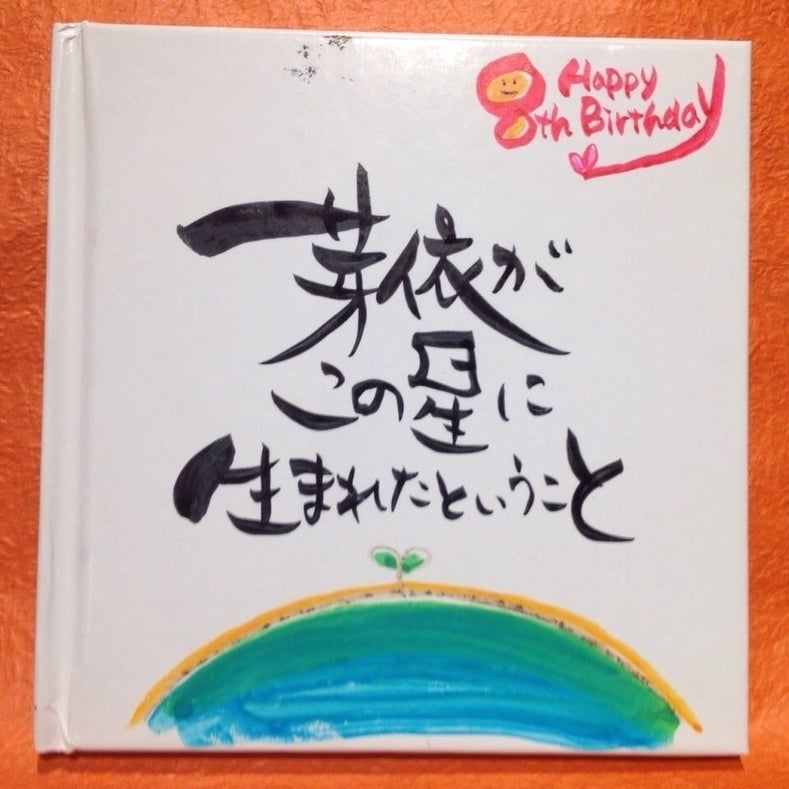 Happy
8th Birthday
芽依が
この星に
生まれたということ